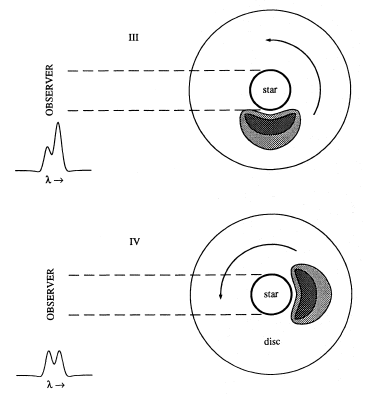 III
OBSERVER
star
λ →
IV
OBSERVER
star
disc
λ →